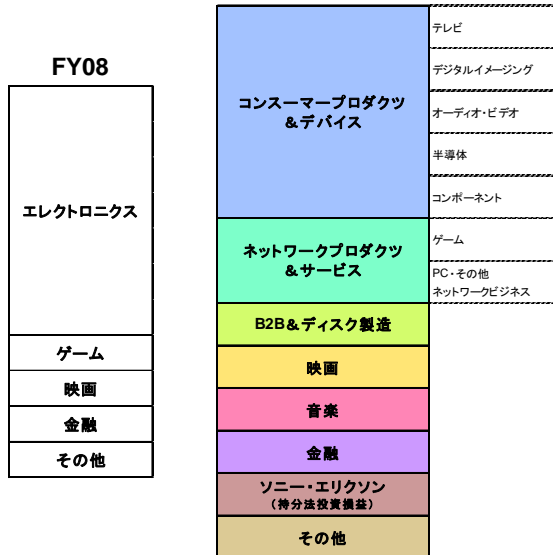 FY08
エレクトロニクス
ゲーム
映画
金融
その他
コンスーマープロダクツ
＆デバイス
ネットワークプロダクツ
＆サービス
B2B＆ディスク製造
映画
音楽
金融
ソニー・エリクソン
（持分法投資損益）
その他
テレビ
デジタルイメージング
オーディオ・ビデオ
半導体
コンポーネント
ゲーム
PC・その他
ネットワークビジネス